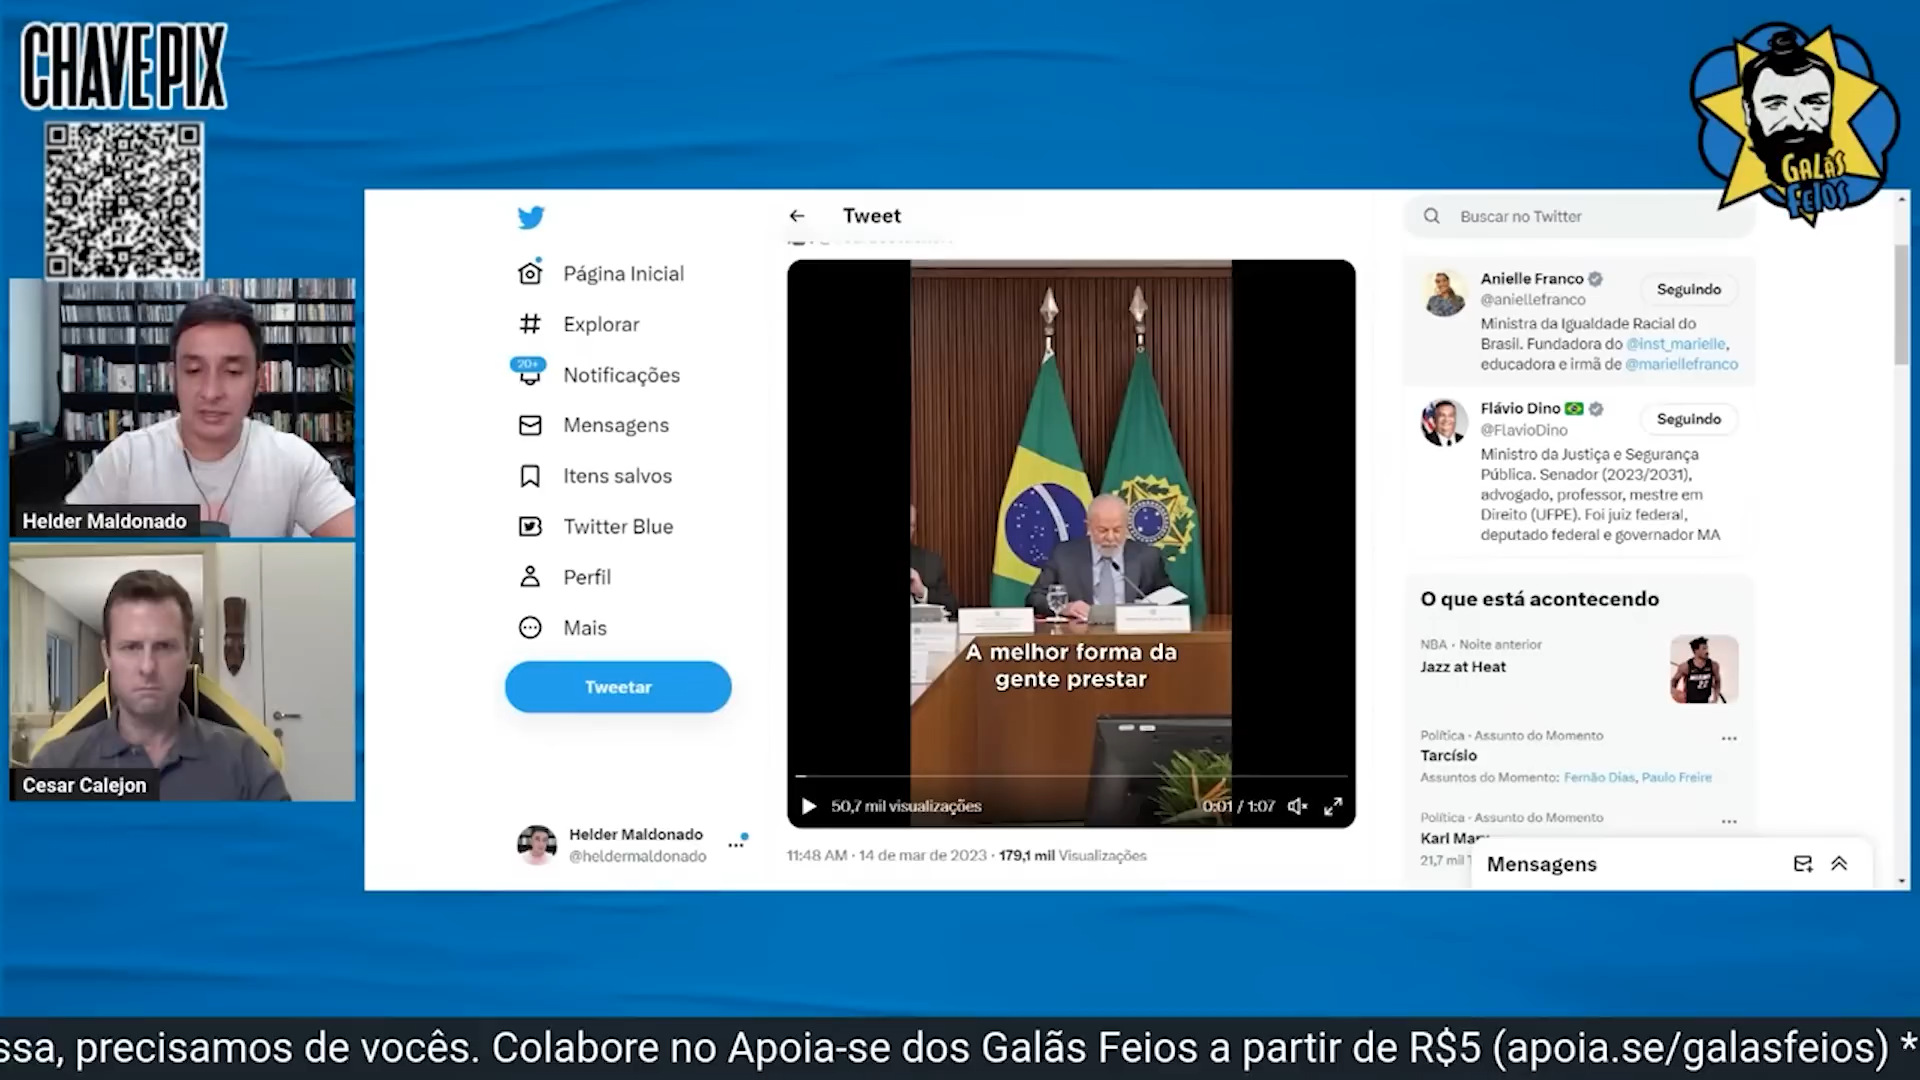 CHAVE PIX
GALÃS
FEIOS
Helder Maldonado
Cesar Calejon
Página Inicial
Explorar
20+
Notificações
Mensagens
Itens salvos
Twitter Blue
Perfil
Mais
Tweetar
Helder Maldonado
@heldermaldonado
Tweet
A melhor forma da
gente prestar
50,7 mil visualizações
0:01 / 1:07
11:48 AM · 14 de mar de 2023 · 179,1 mil Visualizações
Buscar no Twitter
Anielle Franco
@aniellefranco
Seguindo
Ministra da Igualdade Racial do
Brasil. Fundadora do @inst_marielle,
educadora e irmã de @mariellefranco
Flávio Dino
@FlavioDino
Seguindo
Ministro da Justiça e Segurança
Pública. Senador (2023/2031),
advogado, professor, mestre em
Direito (UFPE). Foi juiz federal,
deputado federal e governador MA
O que está acontecendo
NBA · Noite anterior
Jazz at Heat
Política · Assunto do Momento
Tarcísio
Assuntos do Momento: Fernão Dias, Paulo Freire
Política · Assunto do Momento
Karl
21,7 mil
Mensagens
ssa, precisamos de vocês. Colabore no Apoia-se dos Galãs Feios a partir de R$5 (apoia.se/galasfeios) *